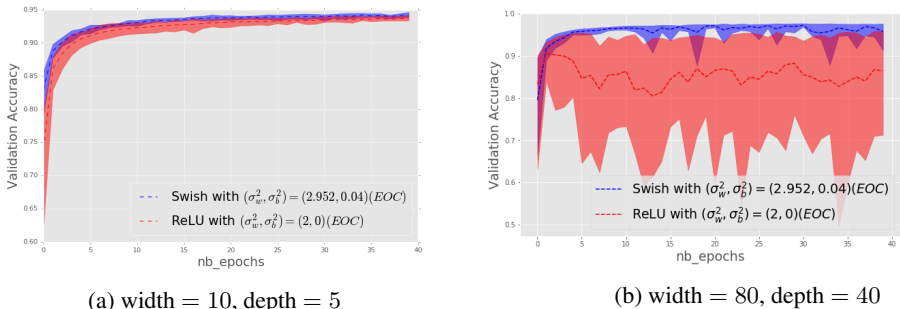 0.95
0.90
0.85
0.80
0.75
0.70
0.65
0.60
Validation Accuracy
0 5 10 15 20 25 30 35 40
nb_epochs
Swish with (σ_w^2, σ_b^2) = (2.952, 0.04)(EOC)
ReLU with (σ_w^2, σ_b^2) = (2, 0)(EOC)
(a) width = 10, depth = 5
1.0
0.9
0.8
0.7
0.6
0.5
Validation Accuracy
0 5 10 15 20 25 30 35 40
nb_epochs
Swish with (σ_w^2, σ_b^2) = (2.952, 0.04)(EOC)
ReLU with (σ_w^2, σ_b^2) = (2, 0)(EOC)
(b) width = 80, depth = 40